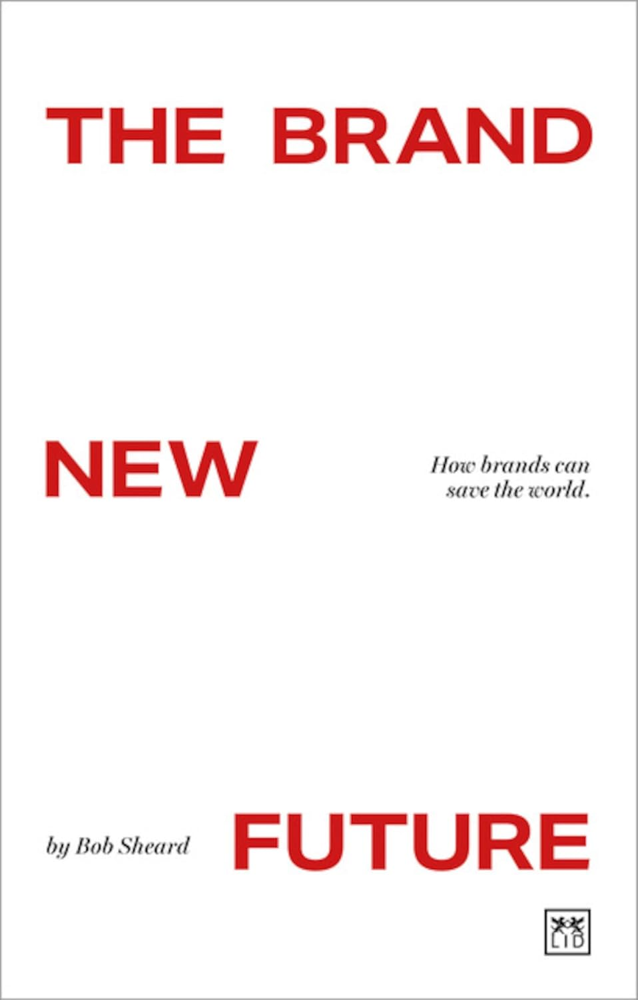 THE BRAND
NEW
How brands can
save the world.
by Bob Sheard
FUTURE
LID